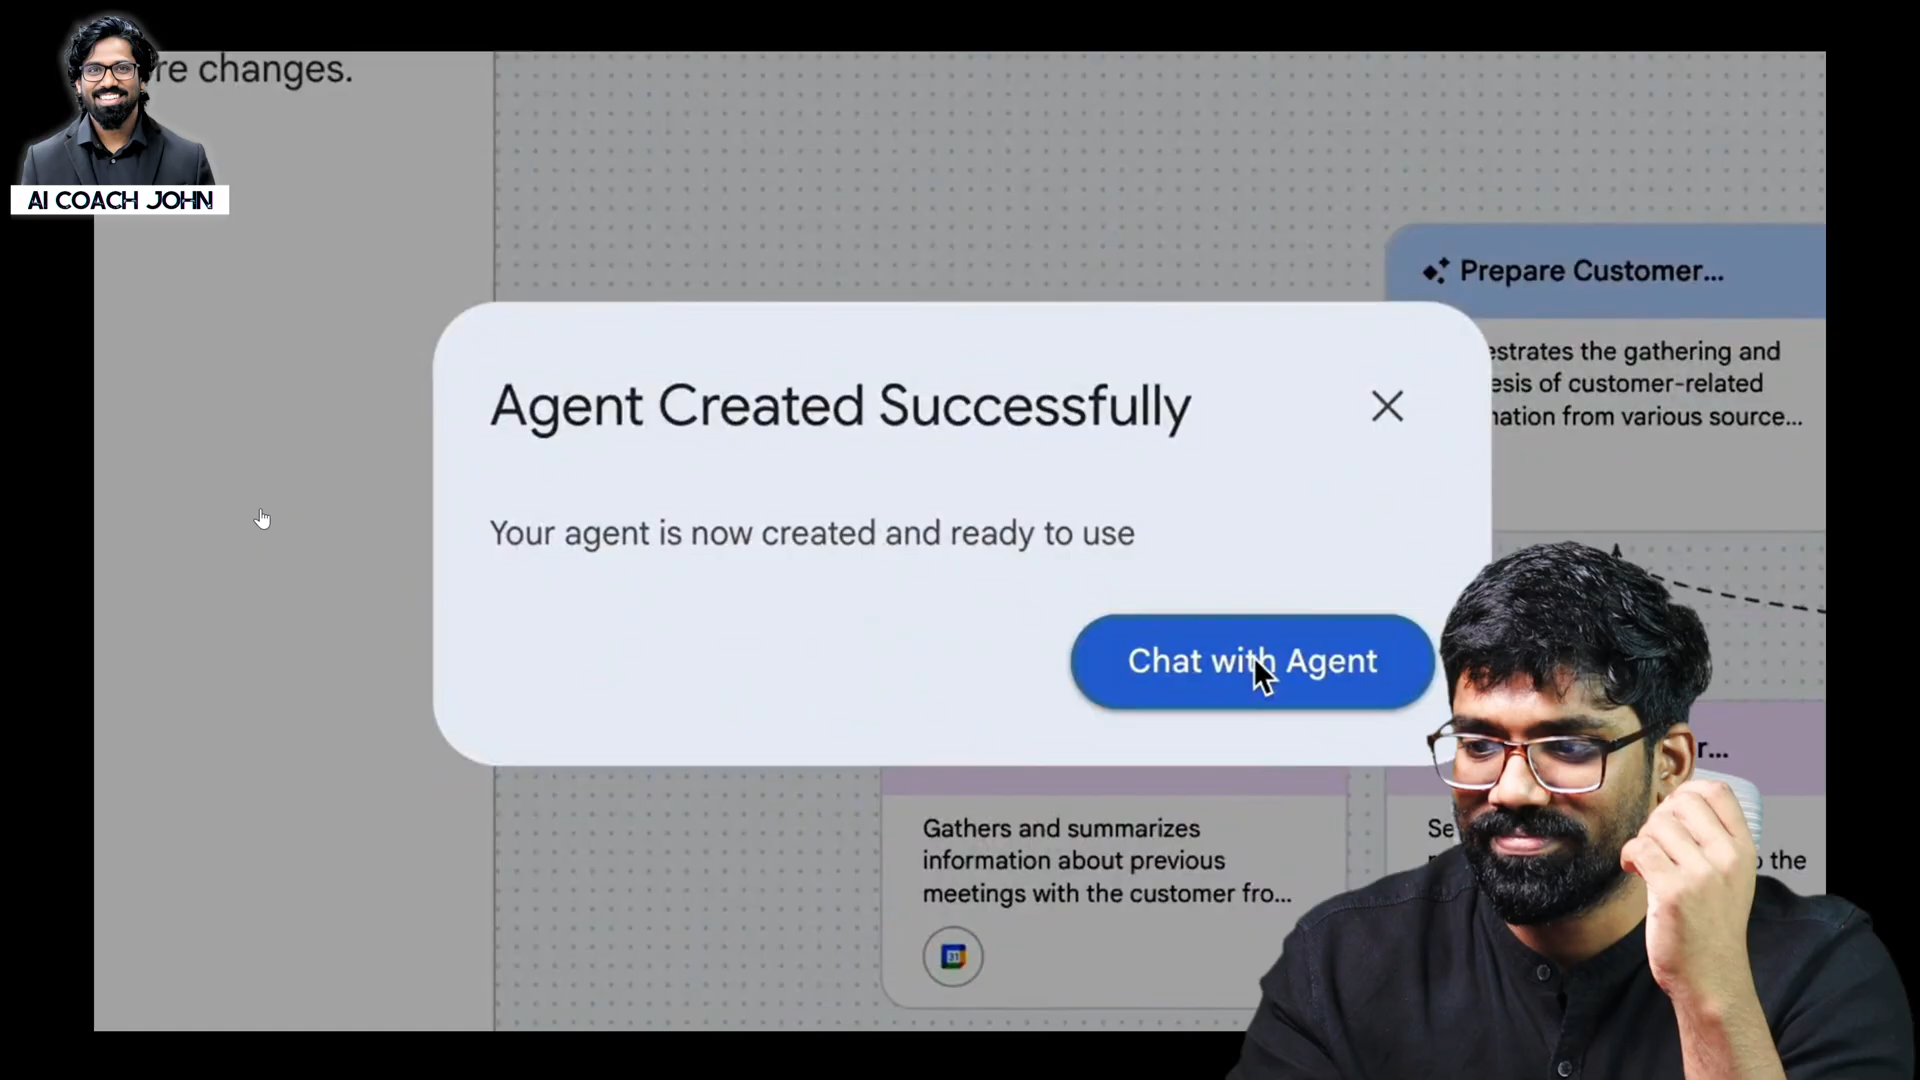 re changes.
AI COACH JOHN
Prepare Customer...
estrates the gathering and
esis of customer-related
nation from various source...
Agent Created Successfully
Your agent is now created and ready to use
Chat with Agent
r...
Gathers and summarizes
information about previous
meetings with the customer fro...
31
Se
the